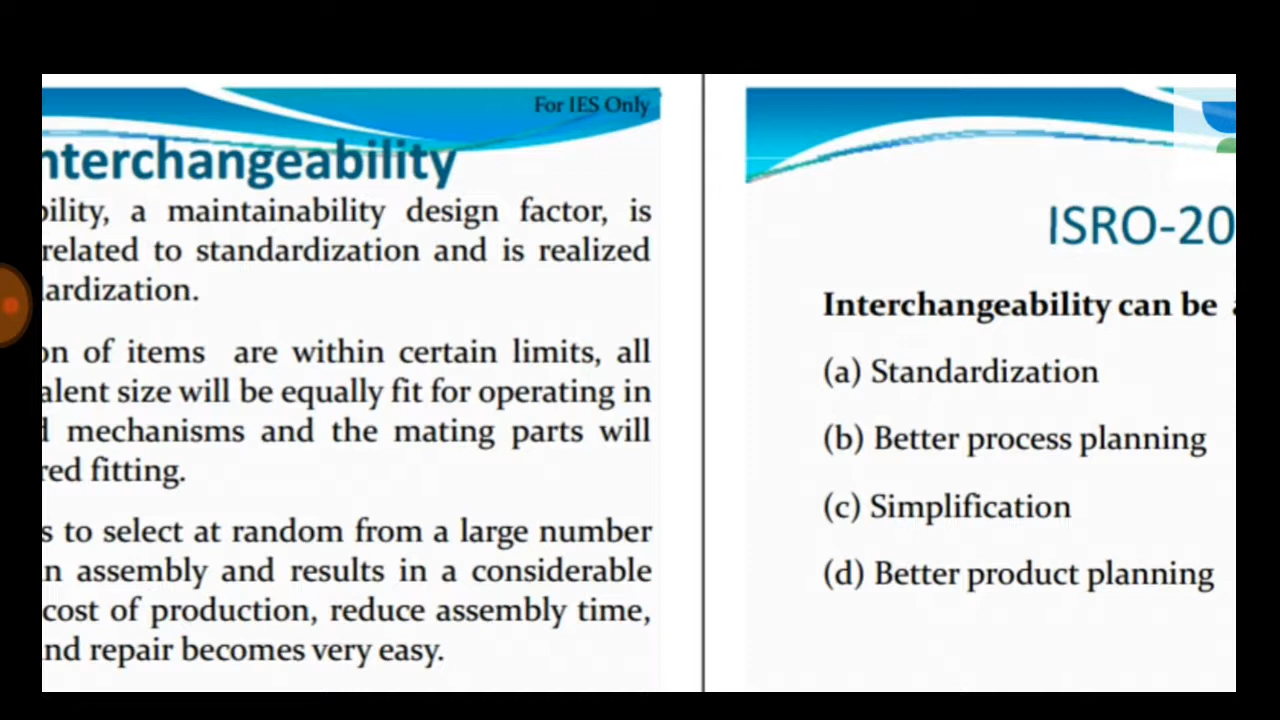 For IES Only
nterchangeability
bility, a maintainability design factor, is
related to standardization and is realized
dardization.
on of items are within certain limits, all
alent size will be equally fit for operating in
d mechanisms and the mating parts will
red fitting.
s to select at random from a large number
n assembly and results in a considerable
cost of production, reduce assembly time,
nd repair becomes very easy.
ISRO-20
Interchangeability can be
(a) Standardization
(b) Better process planning
(c) Simplification
(d) Better product planning